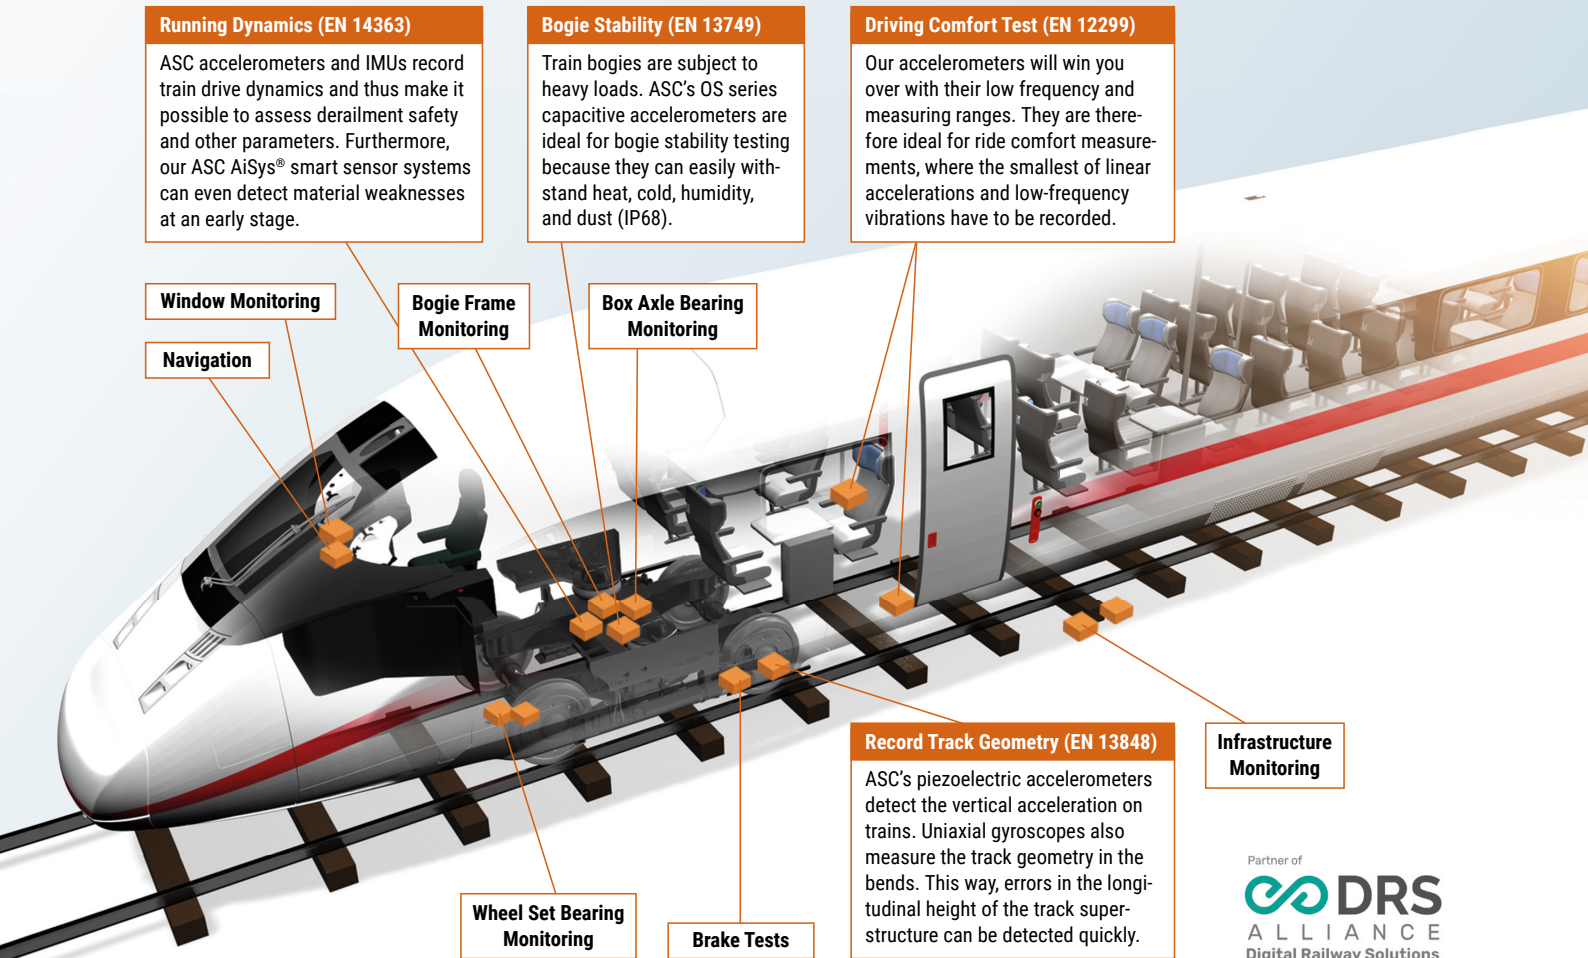 Running Dynamics (EN 14363)
ASC accelerometers and IMUs record
train drive dynamics and thus make it
possible to assess derailment safety
and other parameters. Furthermore,
our ASC AiSys® smart sensor systems
can even detect material weaknesses
at an early stage.
Bogie Stability (EN 13749)
Train bogies are subject to
heavy loads. ASC's OS series
capacitive accelerometers are
ideal for bogie stability testing
because they can easily with-
stand heat, cold, humidity,
and dust (IP68).
Driving Comfort Test (EN 12299)
Our accelerometers will win you
over with their low frequency and
measuring ranges. They are there-
fore ideal for ride comfort measure-
ments, where the smallest of linear
accelerations and low-frequency
vibrations have to be recorded.
Window Monitoring
Navigation
Bogie Frame
Monitoring
Box Axle Bearing
Monitoring
Record Track Geometry (EN 13848)
ASC's piezoelectric accelerometers
detect the vertical acceleration on
trains. Uniaxial gyroscopes also
measure the track geometry in the
bends. This way, errors in the longi-
tudinal height of the track super-
structure can be detected quickly.
Infrastructure
Monitoring
Wheel Set Bearing
Monitoring
Brake Tests
Partner of
DRS
ALLIANCE
Digital Railway Solutions